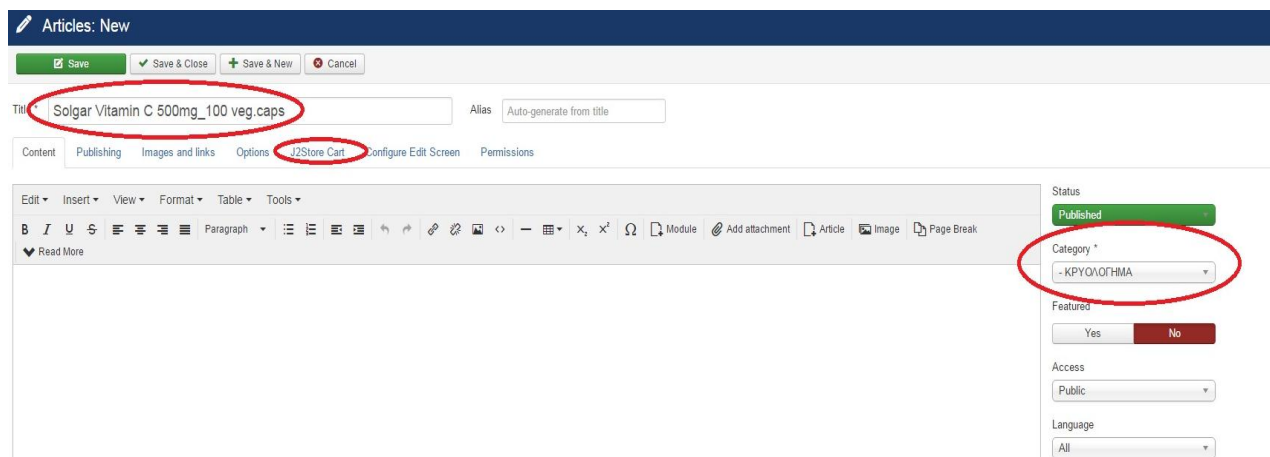 Articles: New
Save Save & Close Save & New Cancel
Title * Solgar Vitamin C 500mg_100 veg.caps Alias Auto-generate from title
Content Publishing Images and links Options J2Store Cart Configure Edit Screen Permissions
Edit Insert View Format Table Tools
B I U S Paragraph Module Add attachment Article Image Page Break
Read More
Status
Published
Category *
- ΚΡΥΟΛΟΓΗΜΑ
Featured
Yes No
Access
Public
Language
All